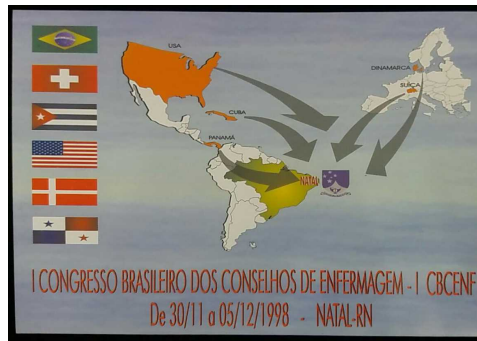 USA
DINAMARCA
SUIÇA
CUBA
PANAMÁ
NATAL
I CONGRESSO BRASILEIRO DOS CONSELHOS DE ENFERMAGEM - I CBCENF
De 30/11 a 05/12/1998 - NATAL-RN